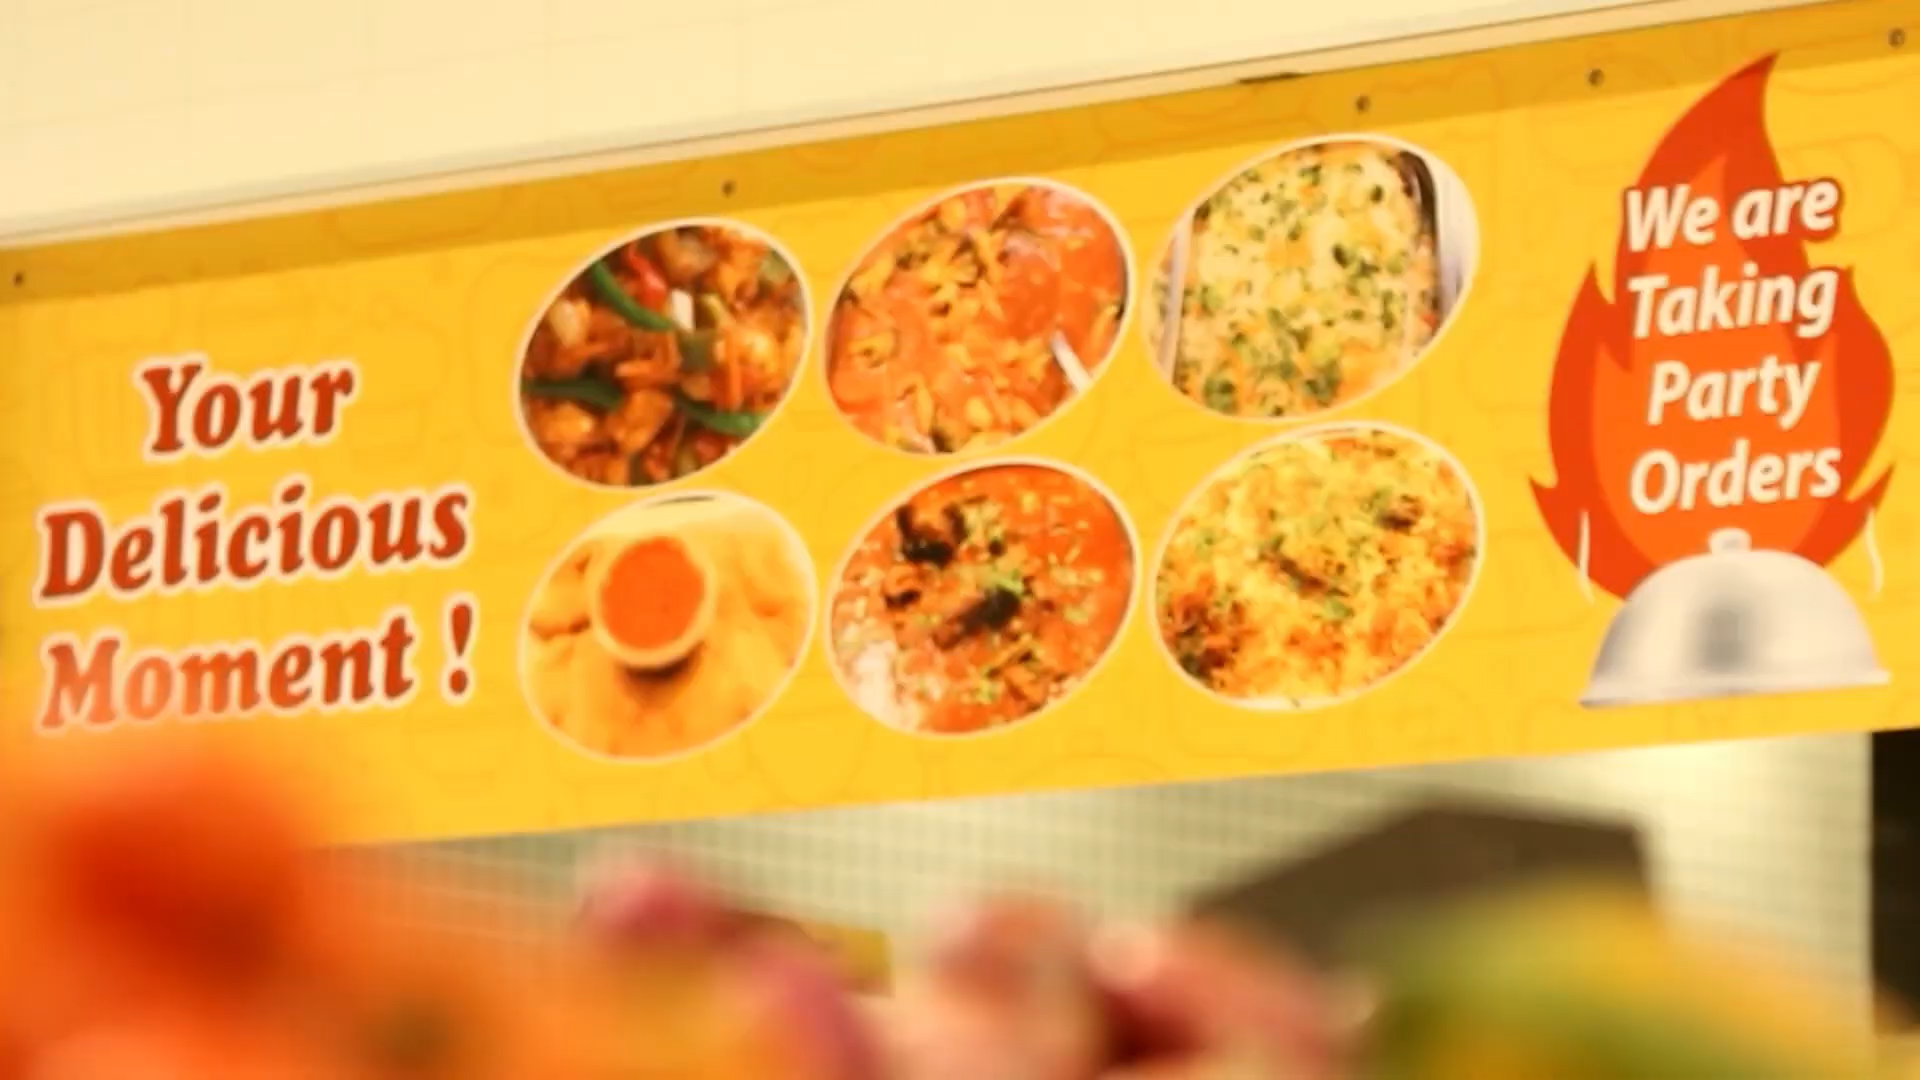 Your
Delicious
Moment !
We are
Taking
Party
Orders